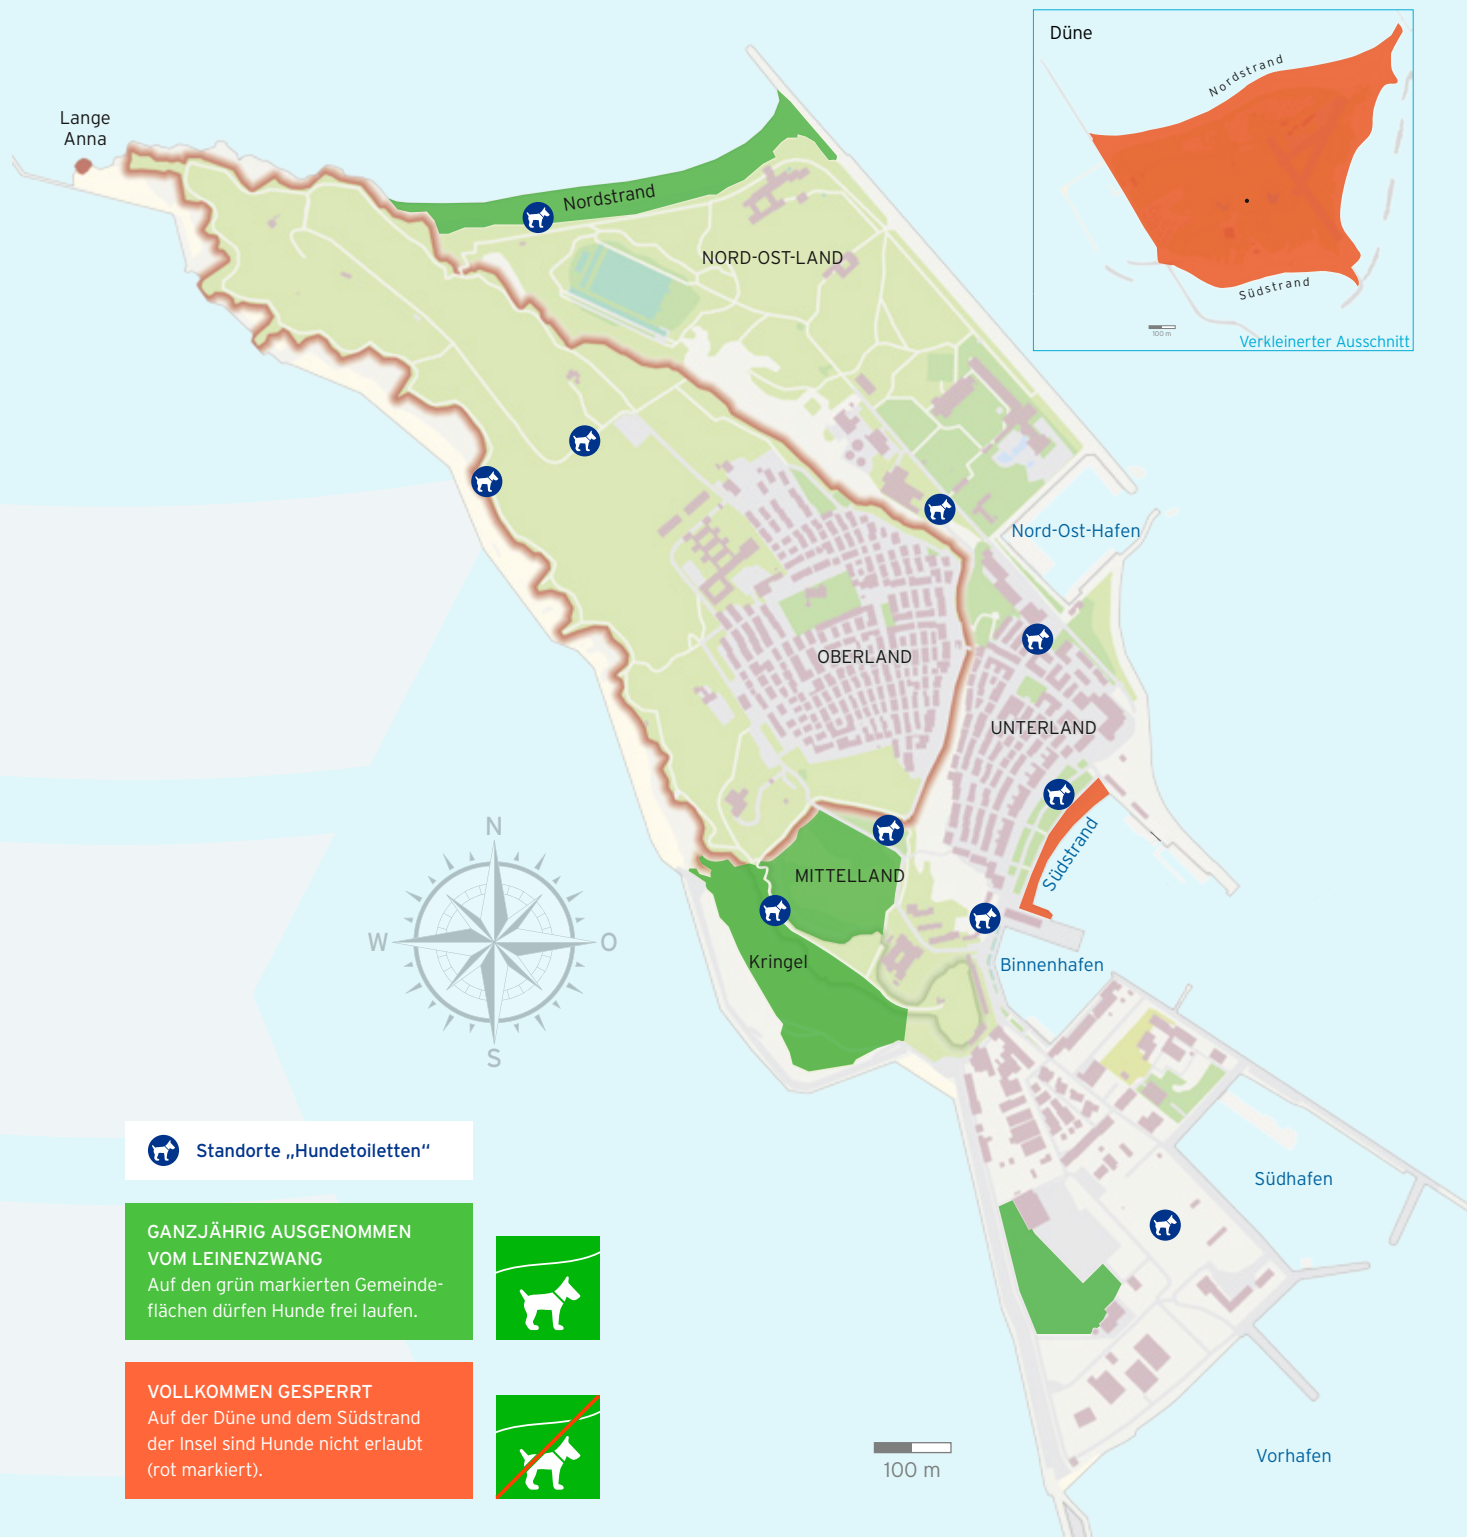 Düne
Nordstrand
Südstrand
100 m
Verkleinerter Ausschnitt
Lange
Anna
Nordstrand
NORD-OST-LAND
Nord-Ost-Hafen
OBERLAND
UNTERLAND
Südstrand
MITTELLAND
Kringel
Binnenhafen
N
W
O
S
Südhafen
Vorhafen
100 m
Standorte „Hundetoiletten“
GANZJÄHRIG AUSGENOMMEN
VOM LEINENZWANG
Auf den grün markierten Gemeinde-
flächen dürfen Hunde frei laufen.
VOLLKOMMEN GESPERRT
Auf der Düne und dem Südstrand
der Insel sind Hunde nicht erlaubt
(rot markiert).